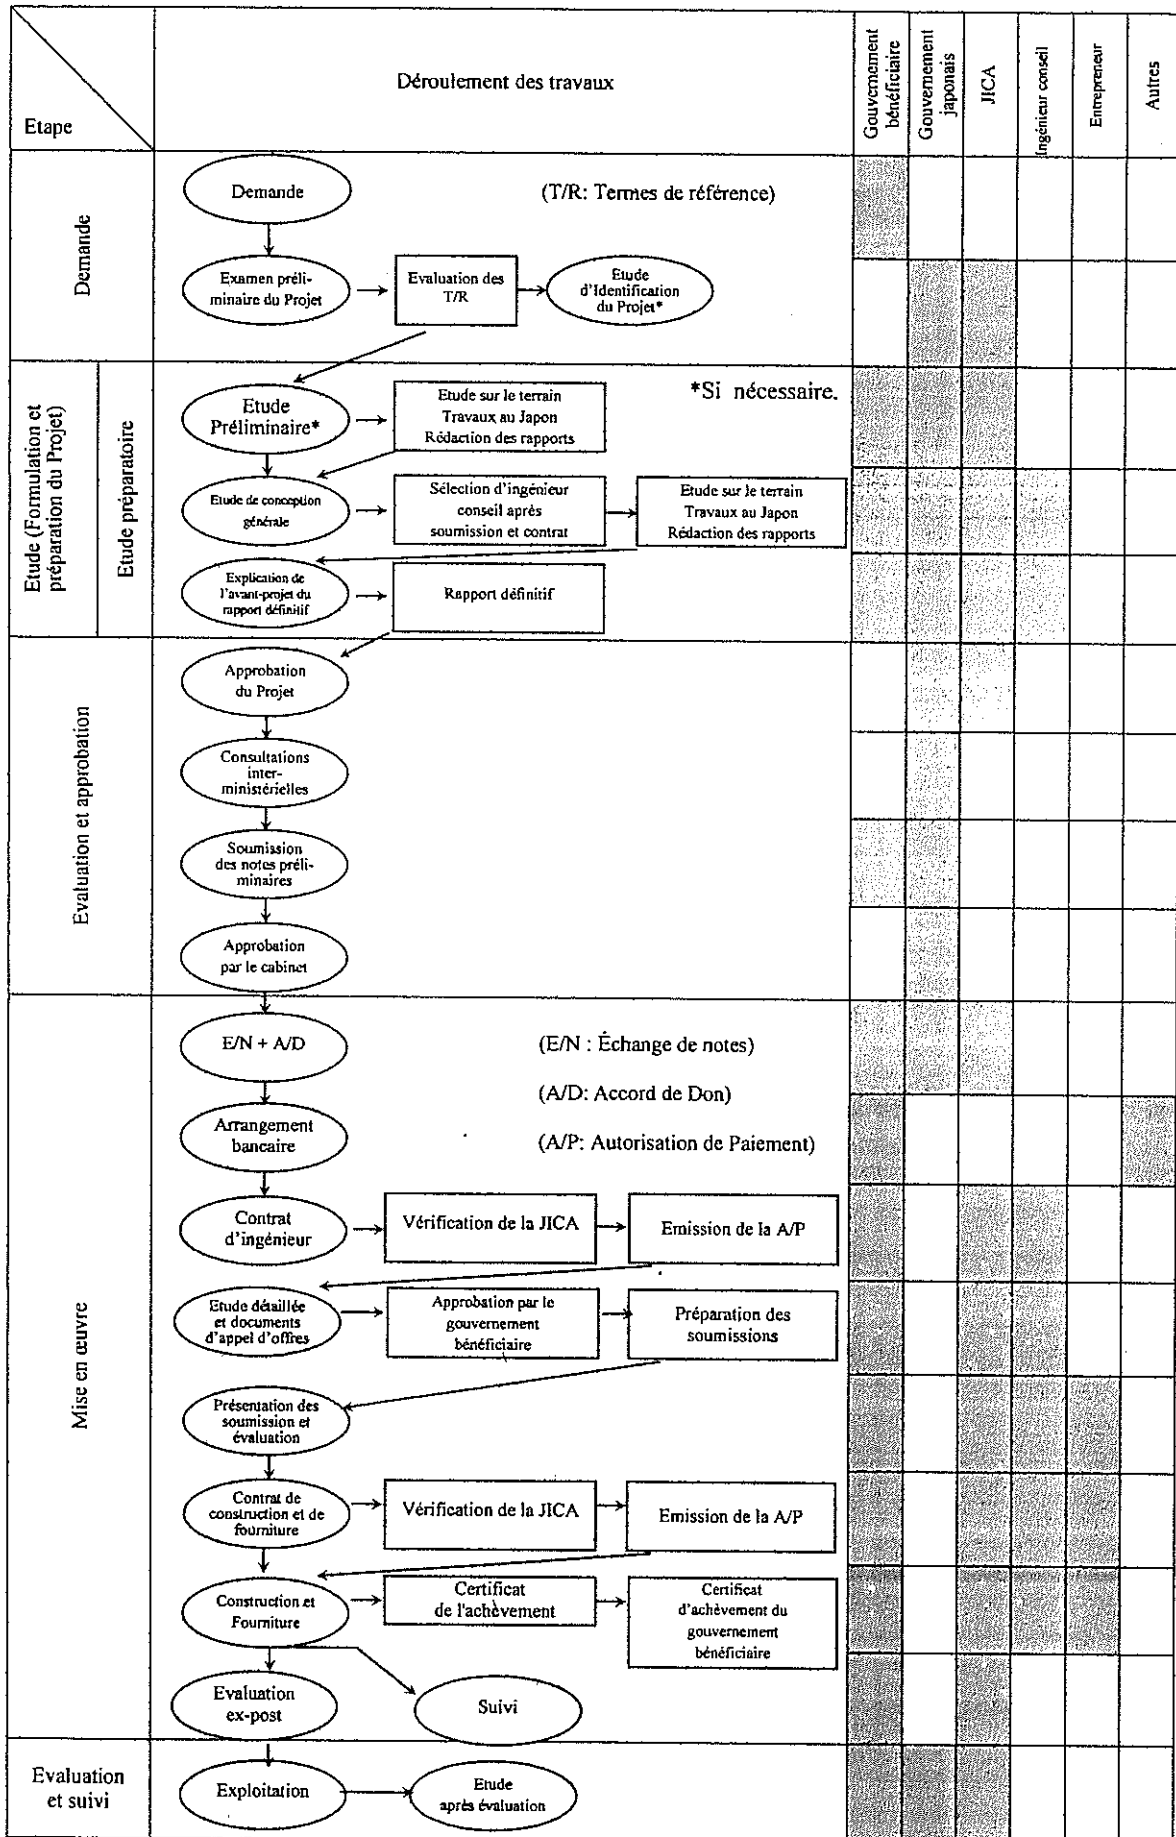 Etape
Déroulement des travaux
Gouvernement
bénéficiaire
Gouvernement
japonais
JICA
Ingénieur conseil
Entrepreneur
Autres
Demande
Demande
(T/R: Termes de référence)
Examen préli-
minaire du Projet
Evaluation des
T/R
Etude
d'Identification
du Projet*
Etude (Formulation et
préparation du Projet)
Etude préparatoire
*Si nécessaire.
Etude
Préliminaire*
Etude sur le terrain
Travaux au Japon
Rédaction des rapports
Etude de conception
générale
Sélection d'ingénieur
conseil après
soumission et contrat
Etude sur le terrain
Travaux au Japon
Rédaction des rapports
Explication de
l'avant-projet du
rapport définitif
Rapport définitif
Evaluation et approbation
Approbation
du Projet
Consultations
inter-
ministérielles
Soumission
des notes préli-
minaires
Approbation
par le cabinet
Mise en œuvre
E/N + A/D
(E/N : Échange de notes)
(A/D: Accord de Don)
Arrangement
bancaire
(A/P: Autorisation de Paiement)
Contrat
d'ingénieur
Vérification de la JICA
Emission de la A/P
Etude détaillée
et documents
d'appel d'offres
Approbation par le
gouvernement
bénéficiaire
Préparation des
soumissions
Présentation des
soumission et
évaluation
Contrat de
construction et de
fourniture
Vérification de la JICA
Emission de la A/P
Construction et
Fourniture
Certificat
de l'achèvement
Certificat
d'achèvement du
gouvernement
bénéficiaire
Evaluation
ex-post
Suivi
Evaluation
et suivi
Exploitation
Etude
après évaluation